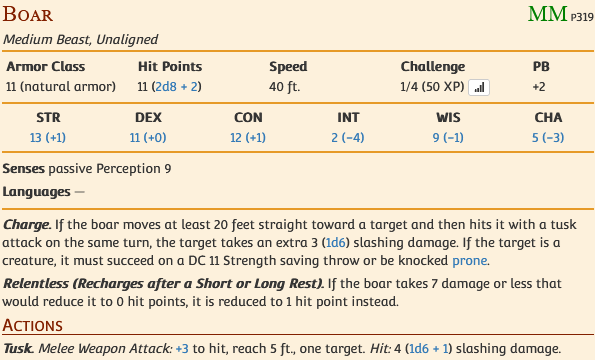 BOAR MM P319
Medium Beast, Unaligned
Armor Class Hit Points Speed Challenge PB
11 (natural armor) 11 (2d8 + 2) 40 ft. 1/4 (50 XP) +2
STR DEX CON INT WIS CHA
13 (+1) 11 (+0) 12 (+1) 2 (−4) 9 (−1) 5 (−3)
Senses passive Perception 9
Languages —
Charge. If the boar moves at least 20 feet straight toward a target and then hits it with a tusk
attack on the same turn, the target takes an extra 3 (1d6) slashing damage. If the target is a
creature, it must succeed on a DC 11 Strength saving throw or be knocked prone.
Relentless (Recharges after a Short or Long Rest). If the boar takes 7 damage or less that
would reduce it to 0 hit points, it is reduced to 1 hit point instead.
ACTIONS
Tusk. Melee Weapon Attack: +3 to hit, reach 5 ft., one target. Hit: 4 (1d6 + 1) slashing damage.